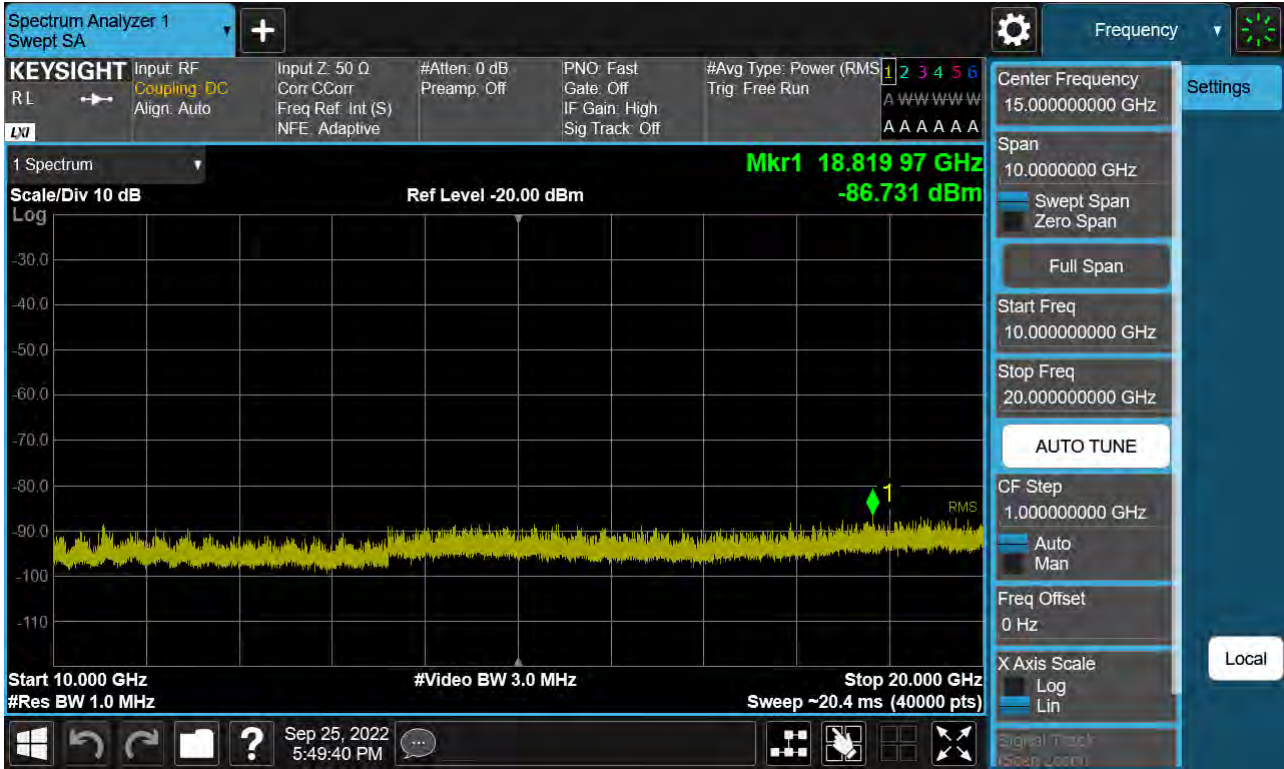 Spectrum Analyzer 1
Swept SA
+
Frequency
KEYSIGHT
RL
LXI
Input: RF
Coupling: DC
Align: Auto
Input Z: 50 Ω
Corr CCorr
Freq Ref: Int (S)
NFE: Adaptive
#Atten: 0 dB
Preamp: Off
PNO: Fast
Gate: Off
IF Gain: High
Sig Track: Off
#Avg Type: Power (RMS
Trig: Free Run
1 2 3 4 5 6
A W W W W W
A A A A A A
1 Spectrum
Mkr1 18.819 97 GHz
Scale/Div 10 dB
Ref Level -20.00 dBm
-86.731 dBm
Log
-30.0
-40.0
-50.0
-60.0
-70.0
-80.0
-90.0
-100
-110
1
RMS
Start 10.000 GHz
#Video BW 3.0 MHz
Stop 20.000 GHz
#Res BW 1.0 MHz
Sweep ~20.4 ms (40000 pts)
Sep 25, 2022
5:49:40 PM
?
Center Frequency
15.000000000 GHz
Settings
Span
10.0000000 GHz
Swept Span
Zero Span
Full Span
Start Freq
10.000000000 GHz
Stop Freq
20.000000000 GHz
AUTO TUNE
CF Step
1.000000000 GHz
Auto
Man
Freq Offset
0 Hz
X Axis Scale
Log
Lin
Local
Signal Track
(Span Zoom)